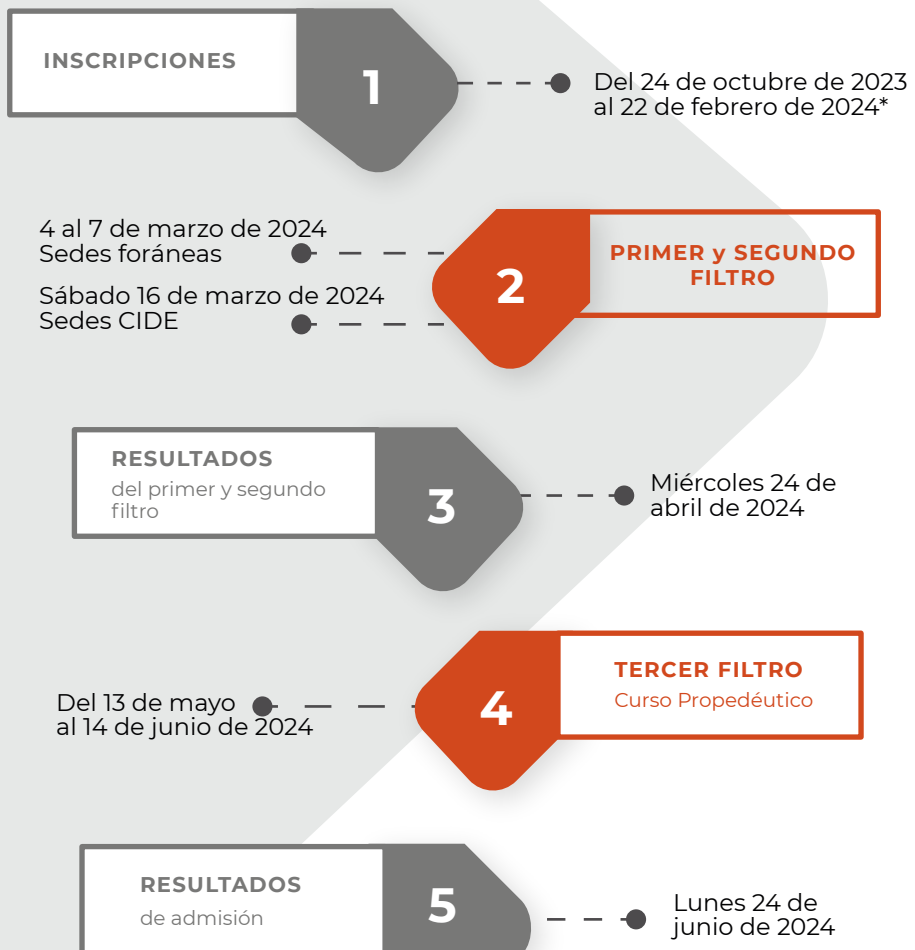 INSCRIPCIONES
1
Del 24 de octubre de 2023
al 22 de febrero de 2024*
4 al 7 de marzo de 2024
Sedes foráneas
Sábado 16 de marzo de 2024
Sedes CIDE
2
PRIMER y SEGUNDO
FILTRO
RESULTADOS
del primer y segundo
filtro
3
Miércoles 24 de
abril de 2024
Del 13 de mayo
al 14 de junio de 2024
4
TERCER FILTRO
Curso Propedéutico
RESULTADOS
de admisión
5
Lunes 24 de
junio de 2024